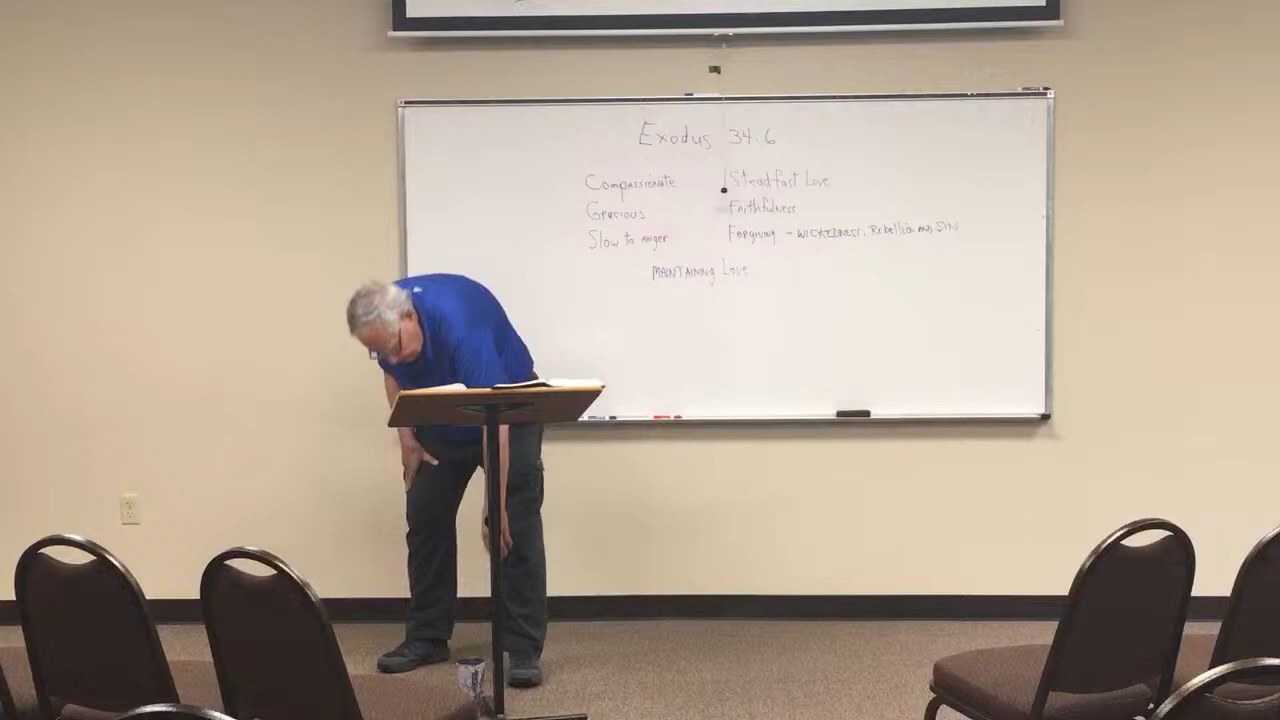 Exodus 34.6
Compassionate
Gracious
Slow to anger
Steadfast Love
Faithfulness
Forgiving - Wickedness, Rebellion and Sin
Maintaining Love